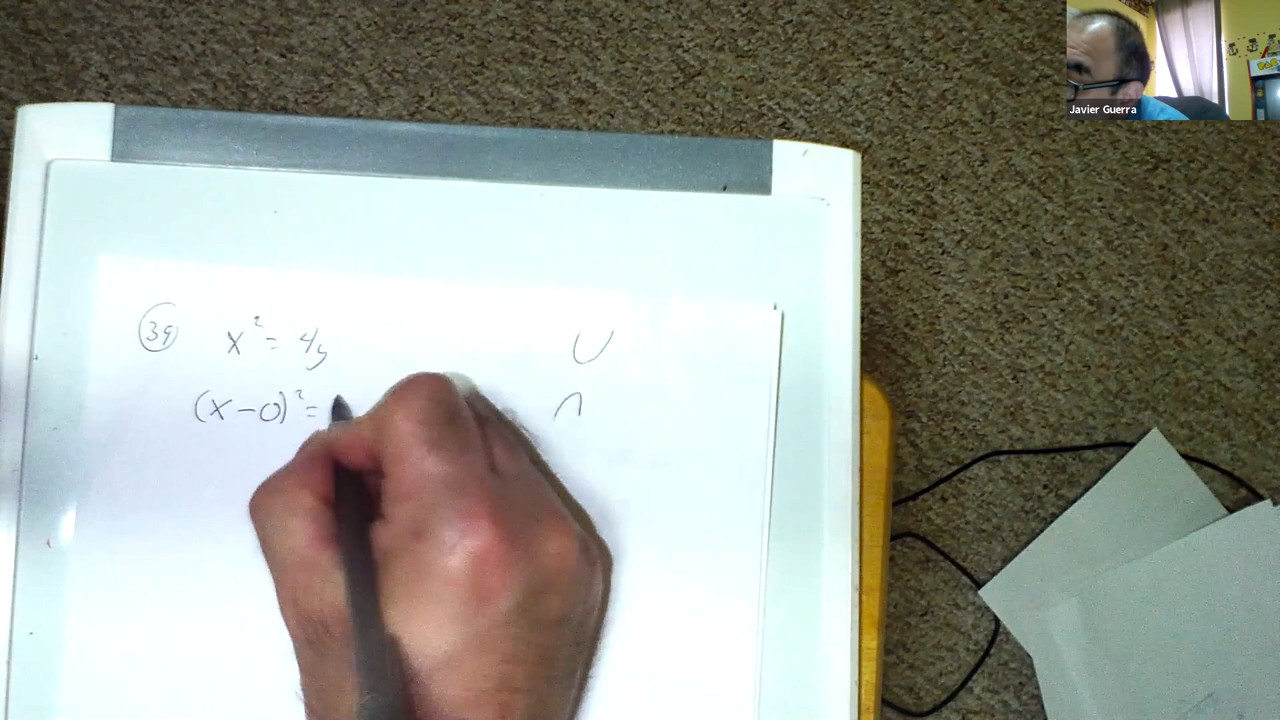 Javier Guerra
39 x² = 4y
(x-0)² =